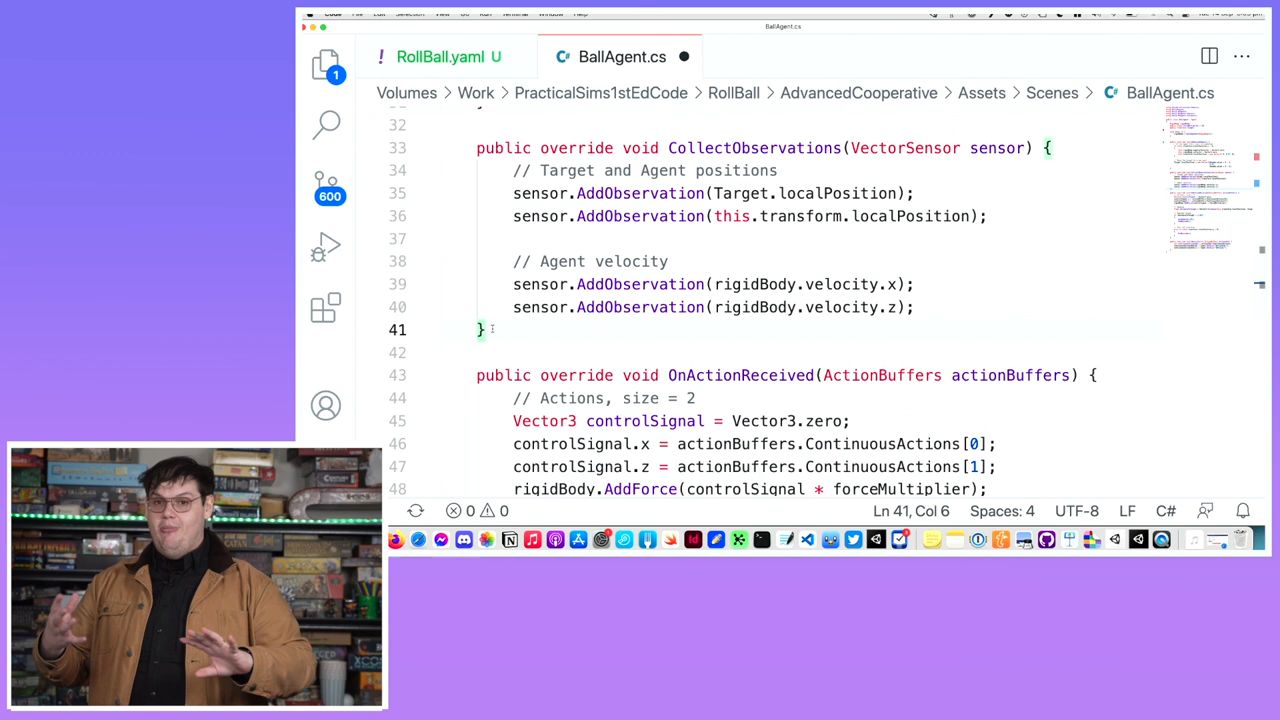 BallAgent.cs
! RollBall.yaml U
BallAgent.cs
1
Volumes > Work > PracticalSims1stEdCode > RollBall > AdvancedCooperative > Assets > Scenes > BallAgent.cs
32
33 public override void CollectObservations(VectorSensor sensor) {
34 // Target and Agent positions
35 sensor.AddObservation(Target.localPosition);
36 sensor.AddObservation(this.transform.localPosition);
37
38 // Agent velocity
39 sensor.AddObservation(rigidBody.velocity.x);
40 sensor.AddObservation(rigidBody.velocity.z);
41 }
42
43 public override void OnActionReceived(ActionBuffers actionBuffers) {
44 // Actions, size = 2
45 Vector3 controlSignal = Vector3.zero;
46 controlSignal.x = actionBuffers.ContinuousActions[0];
47 controlSignal.z = actionBuffers.ContinuousActions[1];
48 rigidBody.AddForce(controlSignal * forceMultiplier);
600
0 0 Ln 41, Col 6 Spaces: 4 UTF-8 LF C#